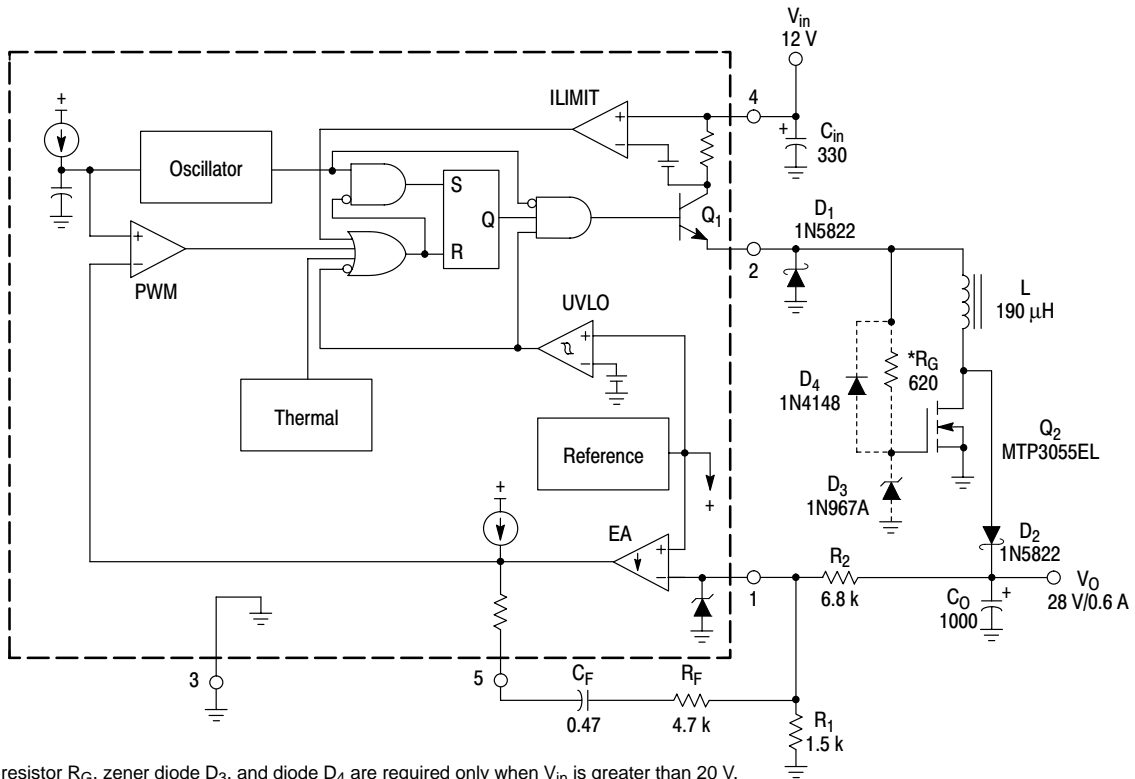 Vin
12 V
+
ILIMIT
4
+
−
+
Cin
330
Oscillator
S
Q
R
Q1
D1
1N5822
2
+
−
PWM
L
190 μH
UVLO
+
−
*RG
620
D4
1N4148
Thermal
Reference
Q2
MTP3055EL
+
D3
1N967A
+
EA
+
−
D2
1N5822
1
R2
6.8 k
VO
28 V/0.6 A
CO
1000
+
3
5
CF
0.47
RF
4.7 k
R1
1.5 k
resistor RG, zener diode D3, and diode D4 are required only when Vin is greater than 20 V.